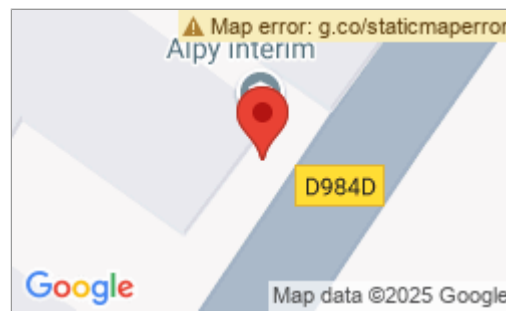 Map error: g.co/staticmaperror
Alpy interim
D984D
Google
Map data ©2025 Google